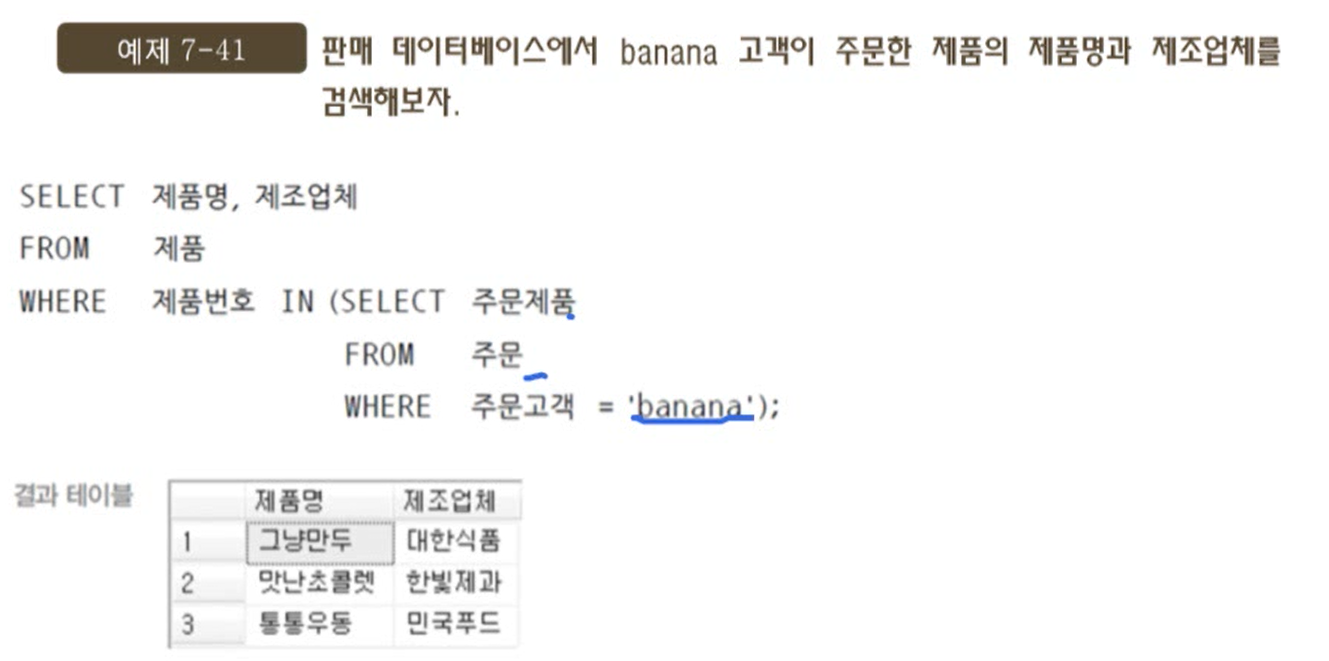 예제 7-41 판매 데이터베이스에서 banana 고객이 주문한 제품의 제품명과 제조업체를
검색해보자.
SELECT 제품명, 제조업체
FROM 제품
WHERE 제품번호 IN (SELECT 주문제품
FROM 주문
WHERE 주문고객 = 'banana');
결과 테이블
제품명 제조업체
1 그냥만두 대한식품
2 맛난초콜렛 한빛제과
3 통통우동 민국푸드